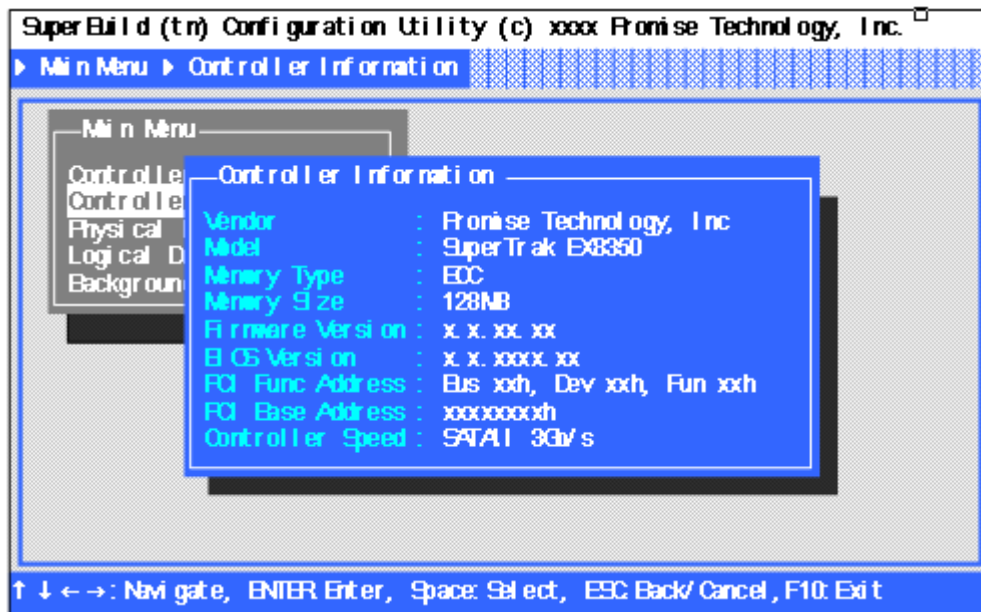 SuperBuild (tm) Configuration Utility (c) xxxx Promise Technology, Inc.
Main Menu Controller Information
Main Menu
Controlle
Controlle
Physical
Logical D
Backgroun
Controller Information
Vendor : Promise Technology, Inc
Model : SuperTrak EX8350
Memory Type : ECC
Memory Size : 128MB
Firmware Version : x.x.xx.xx
BIOS Version : x.x.xxxx.xx
PCI Func Address : Bus xxh, Dev xxh, Fun xxh
PCI Base Address : xxxxxxxxh
Controller Speed : SATAII 3Gb/s
↑ ↓ ← →: Navigate, ENTER: Enter, Space: Select, ESC: Back/Cancel, F10: Exit